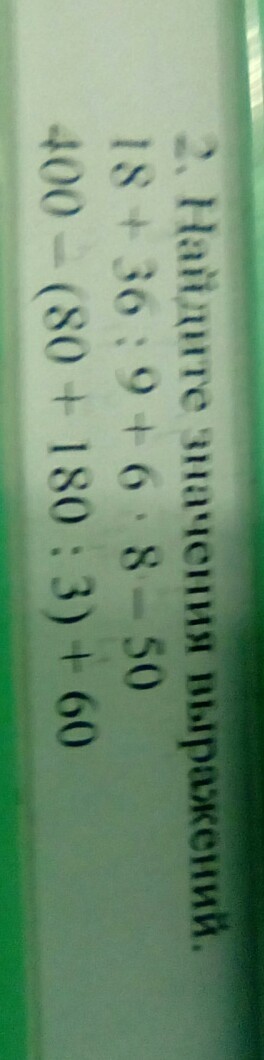 2. Найдите значения выражений.
18 + 36 : 9 + 6 · 8 – 50
400 – (80 + 180 : 3) + 60